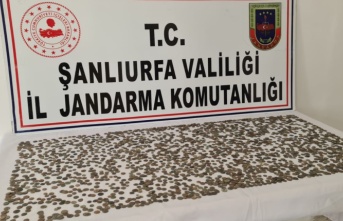 T.C.
ŞANLIURFA VALİLİĞİ
İL JANDARMA KOMUTANLIĞI